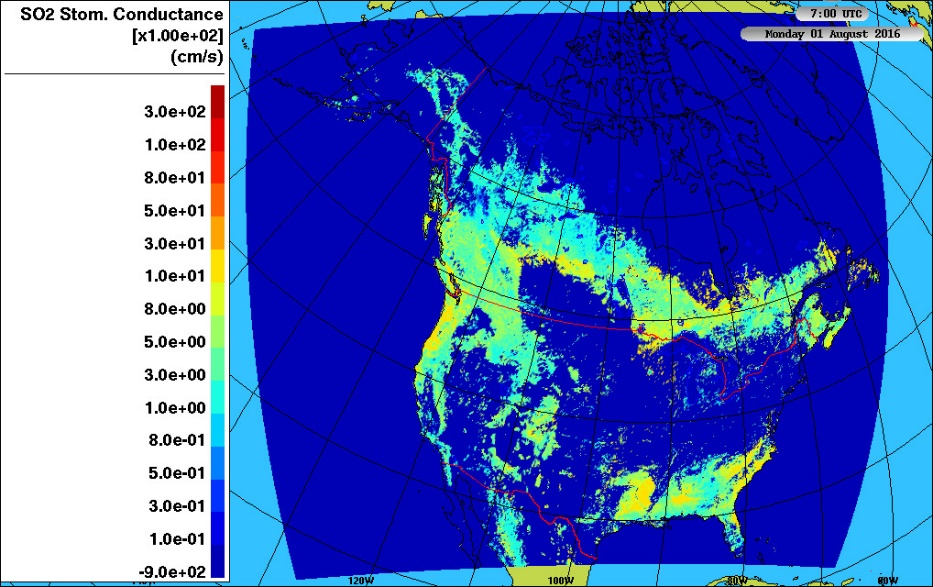 SO2 Stom. Conductance
[x1.00e+02]
(cm/s)
7:00 UTC
Monday 01 August 2016
3.0e+02
1.0e+02
8.0e+01
5.0e+01
3.0e+01
1.0e+01
8.0e+00
5.0e+00
3.0e+00
1.0e+00
8.0e-01
5.0e-01
3.0e-01
1.0e-01
-9.0e+02
120W
100W
80W